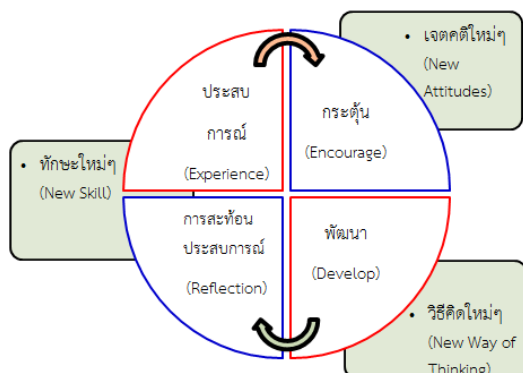 • เจตคติใหม่ๆ
(New
Attitudes)
ประสบ
การณ์
(Experience)
กระตุ้น
(Encourage)
• ทักษะใหม่ๆ
(New Skill)
การสะท้อน
ประสบการณ์
(Reflection)
พัฒนา
(Develop)
• วิธีคิดใหม่ๆ
(New Way of
Thinking)